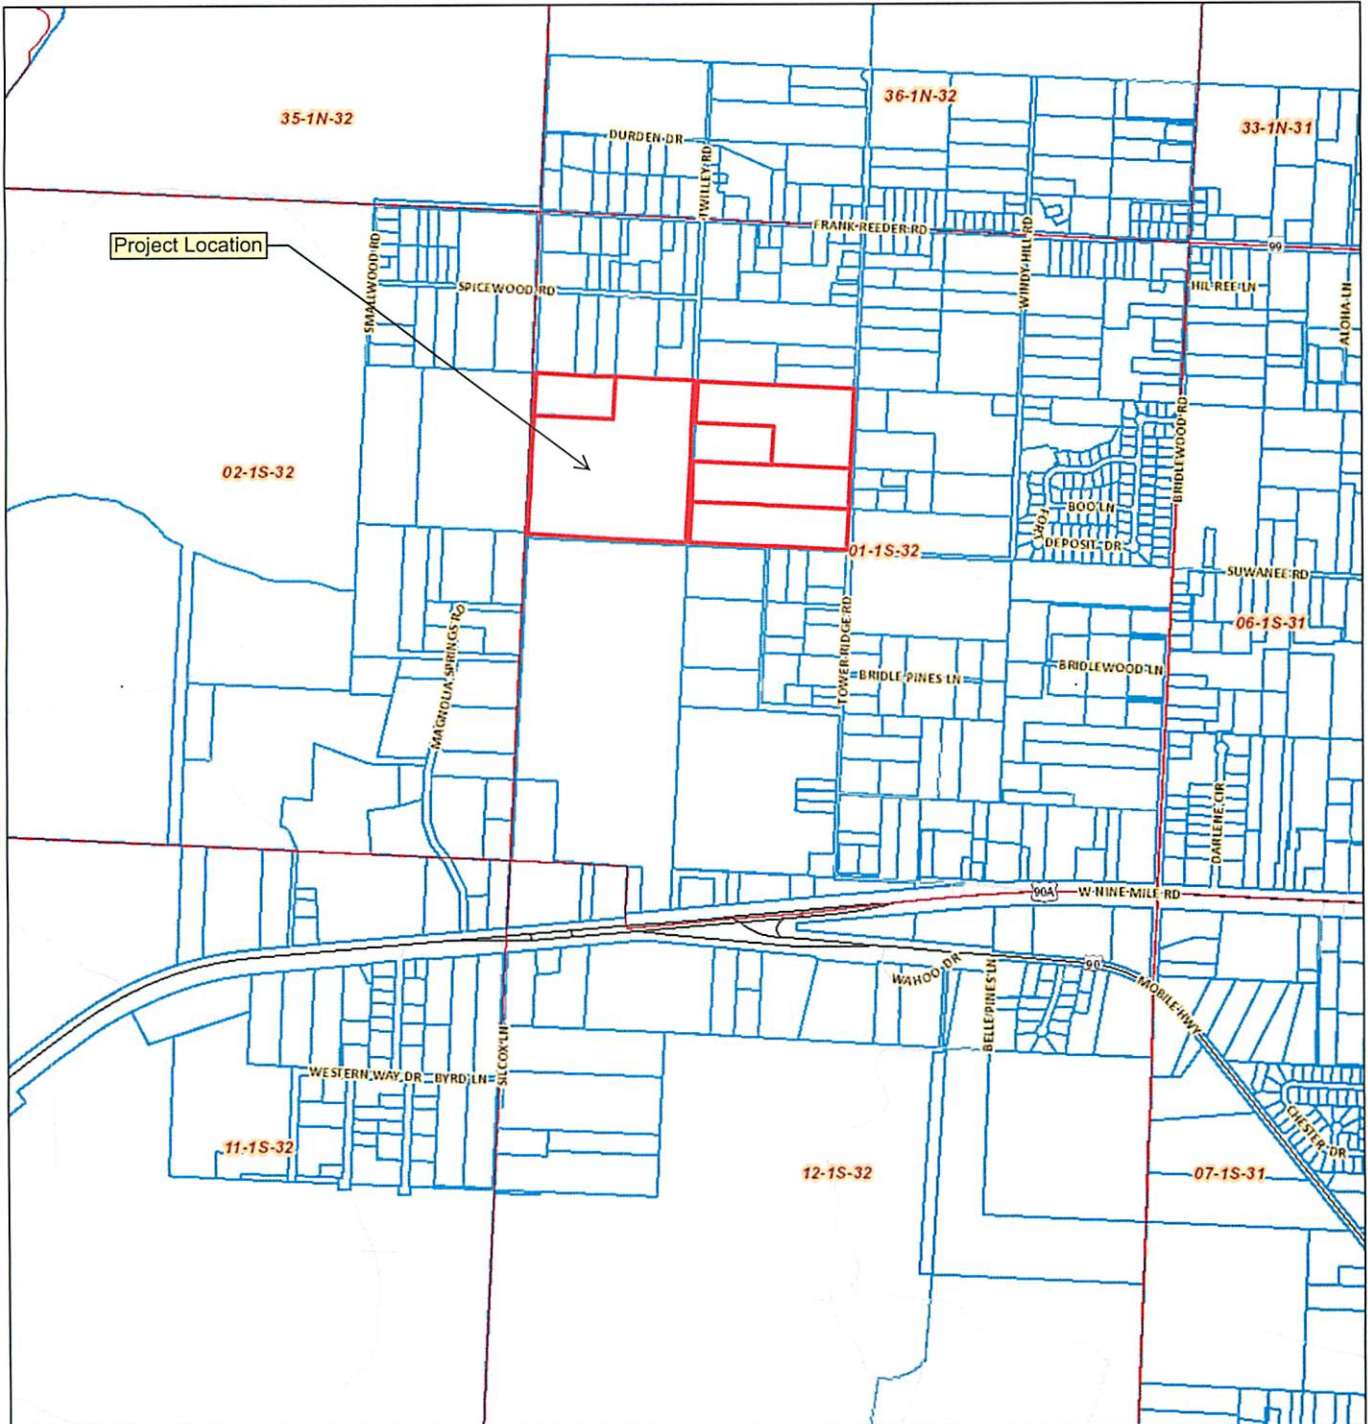 36-1N-32
35-1N-32
33-1N-31
DURDEN DR
TWILLEY RD
FRANK REEDER RD
99
Project Location
SMALLWOOD RD
SPICEWOOD RD
WINDY HILL RD
HIL REE LN
ALOHA LN
BRIDLEWOOD RD
02-1S-32
BOO LN
FORT
DEPOSIT DR
01-1S-32
SUWANEE RD
06-1S-31
MAGNOLIA SPRINGS RD
TOWER RIDGE RD
BRIDLE PINES LN
BRIDLEWOOD LN
DARLENE CIR
90A
W NINE MILE RD
90
WAHOO DR
BELLE PINES LN
MOBILE HWY
SILCOX LN
WESTERN WAY DR
BYRD LN
CHESTER DR
11-1S-32
12-1S-32
07-1S-31